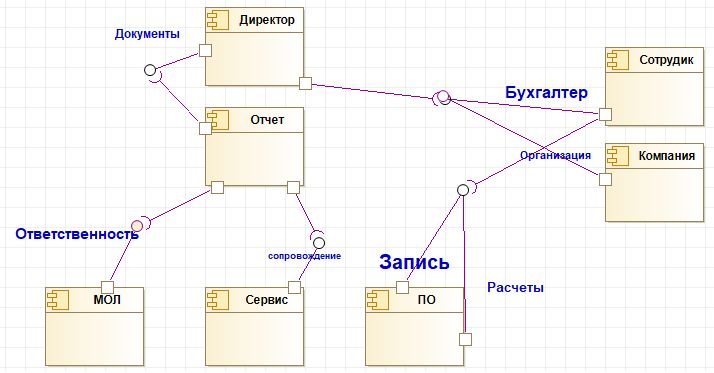 Директор
Документы
Сотрудик
Бухгалтер
Отчет
Организация
Компания
Ответственность
сопровождение
Запись
Расчеты
МОЛ
Сервис
ПО